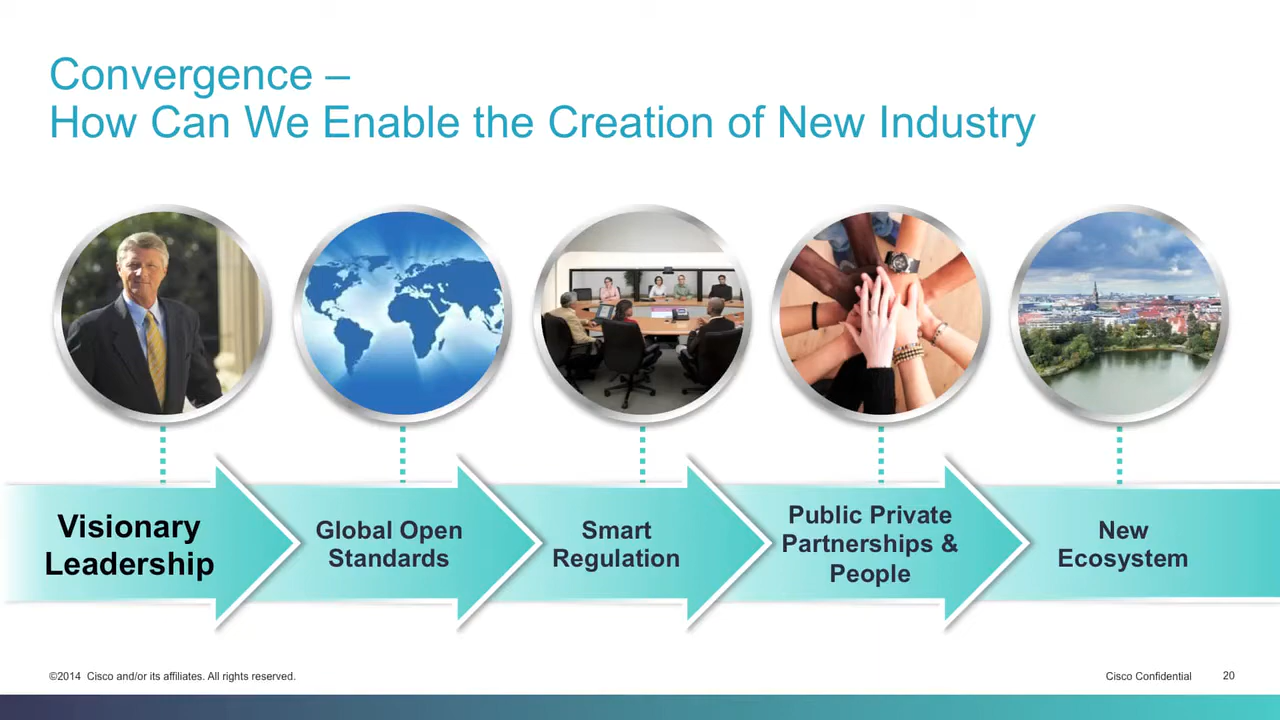 Convergence –
How Can We Enable the Creation of New Industry
Visionary
Leadership
Global Open
Standards
Smart
Regulation
Public Private
Partnerships &
People
New
Ecosystem
©2014 Cisco and/or its affiliates. All rights reserved.
Cisco Confidential
20